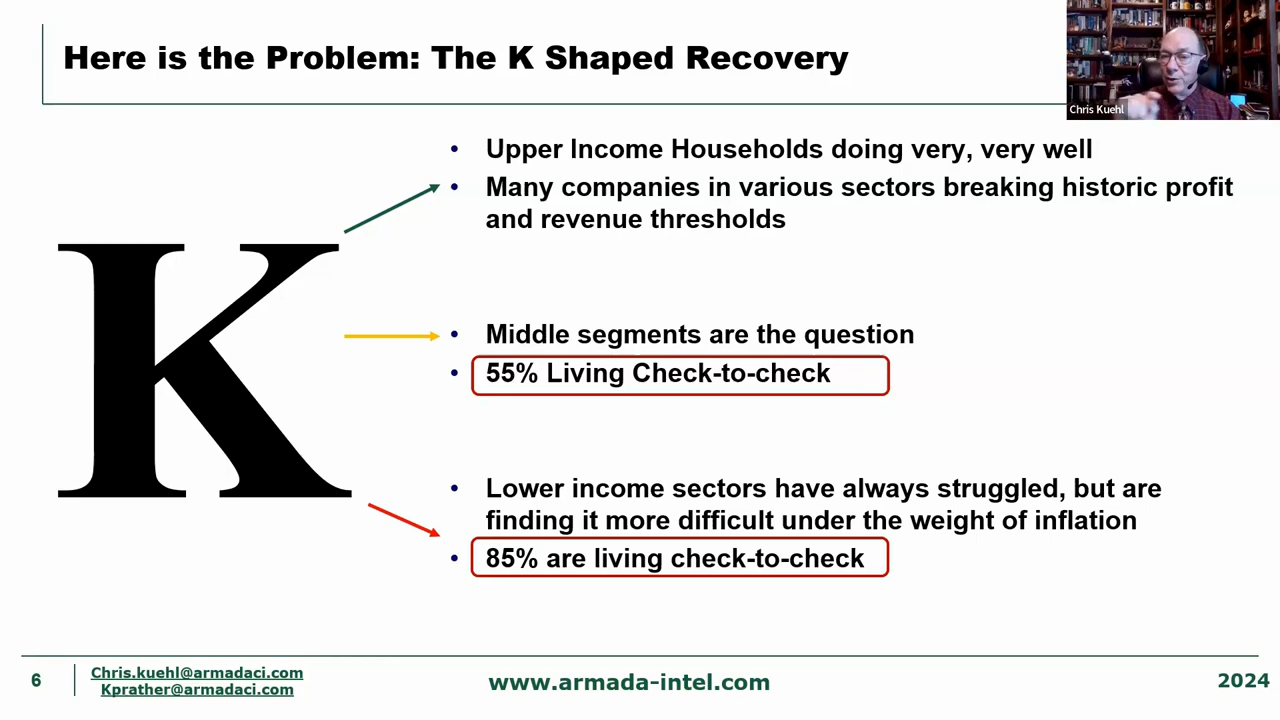 Here is the Problem: The K Shaped Recovery
Chris Kuehl
• Upper Income Households doing very, very well
• Many companies in various sectors breaking historic profit
and revenue thresholds
K
• Middle segments are the question
• 55% Living Check-to-check
• Lower income sectors have always struggled, but are
finding it more difficult under the weight of inflation
• 85% are living check-to-check
6
Chris.kuehl@armadaci.com
Kprather@armadaci.com
www.armada-intel.com
2024